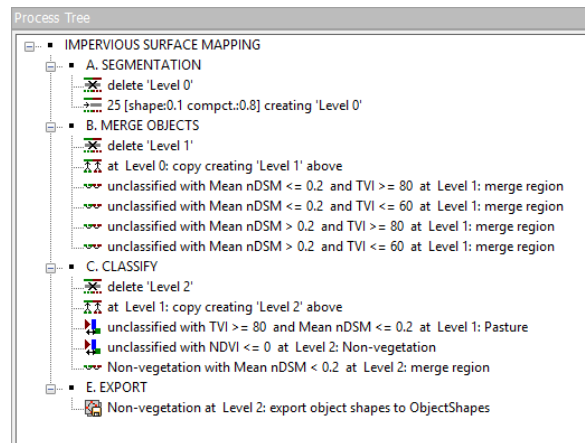 Process Tree
IMPERVIOUS SURFACE MAPPING
A. SEGMENTATION
delete 'Level 0'
25 [shape:0.1 compct.:0.8] creating 'Level 0'
B. MERGE OBJECTS
delete 'Level 1'
at Level 0: copy creating 'Level 1' above
unclassified with Mean nDSM <= 0.2 and TVI >= 80 at Level 1: merge region
unclassified with Mean nDSM <= 0.2 and TVI <= 60 at Level 1: merge region
unclassified with Mean nDSM > 0.2 and TVI >= 80 at Level 1: merge region
unclassified with Mean nDSM > 0.2 and TVI <= 60 at Level 1: merge region
C. CLASSIFY
delete 'Level 2'
at Level 1: copy creating 'Level 2' above
unclassified with TVI >= 80 and Mean nDSM <= 0.2 at Level 1: Pasture
unclassified with NDVI <= 0 at Level 2: Non-vegetation
Non-vegetation with Mean nDSM < 0.2 at Level 2: merge region
E. EXPORT
Non-vegetation at Level 2: export object shapes to ObjectShapes